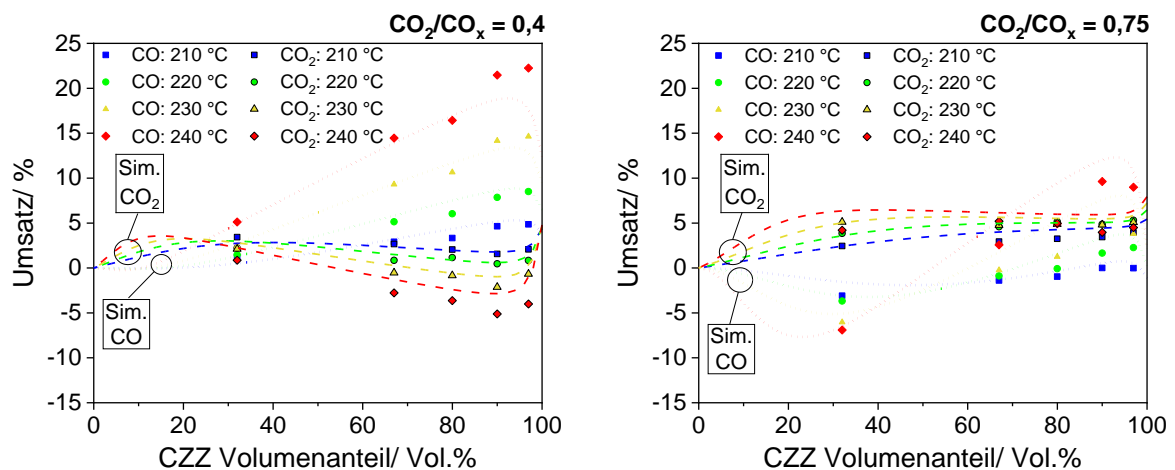 CO₂/COₓ = 0,4
25
20
15
10
5
0
-5
-10
-15
Umsatz/ %
CO: 210 °C
CO: 220 °C
CO: 230 °C
CO: 240 °C
CO₂: 210 °C
CO₂: 220 °C
CO₂: 230 °C
CO₂: 240 °C
Sim.
CO₂
Sim.
CO
0 20 40 60 80 100
CZZ Volumenanteil/ Vol.%
CO₂/COₓ = 0,75
25
20
15
10
5
0
-5
-10
-15
Umsatz/ %
CO: 210 °C
CO: 220 °C
CO: 230 °C
CO: 240 °C
CO₂: 210 °C
CO₂: 220 °C
CO₂: 230 °C
CO₂: 240 °C
Sim.
CO₂
Sim.
CO
0 20 40 60 80 100
CZZ Volumenanteil/ Vol.%